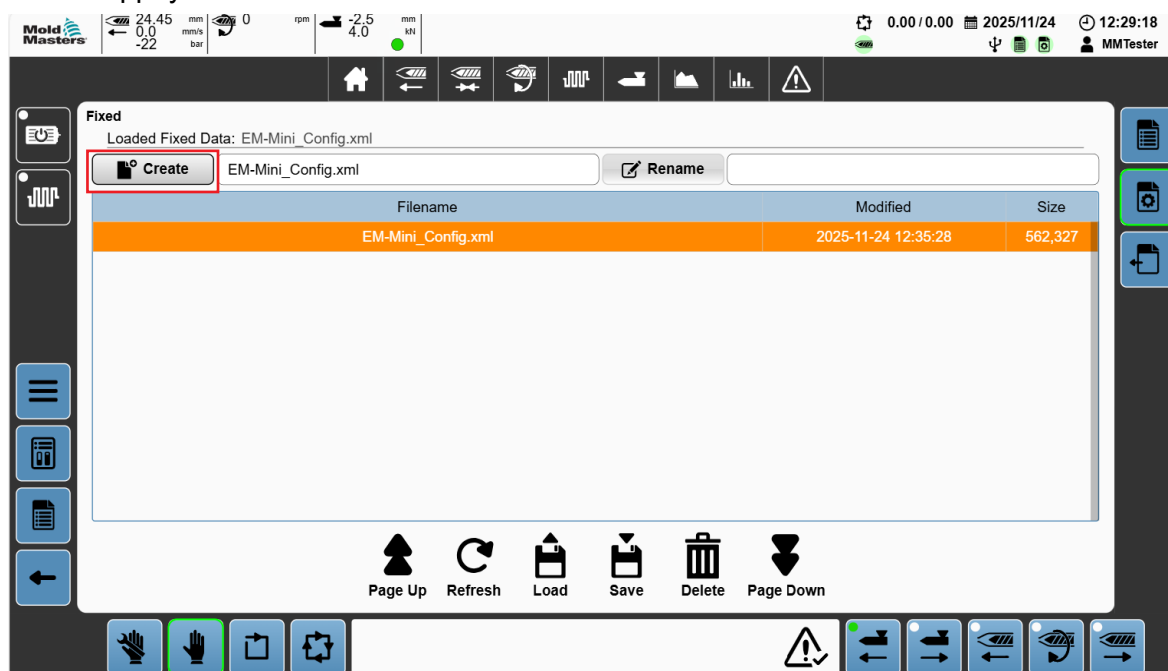 Mold Masters
24.45 mm
0.0 mm/s
-22 bar
0 rpm
-2.5 mm
4.0 kN
0.00 / 0.00 2025/11/24 12:29:18
MMTester
Fixed
Loaded Fixed Data: EM-Mini_Config.xml
Create EM-Mini_Config.xml Rename
Filename Modified Size
EM-Mini_Config.xml 2025-11-24 12:35:28 562,327
Page Up Refresh Load Save Delete Page Down